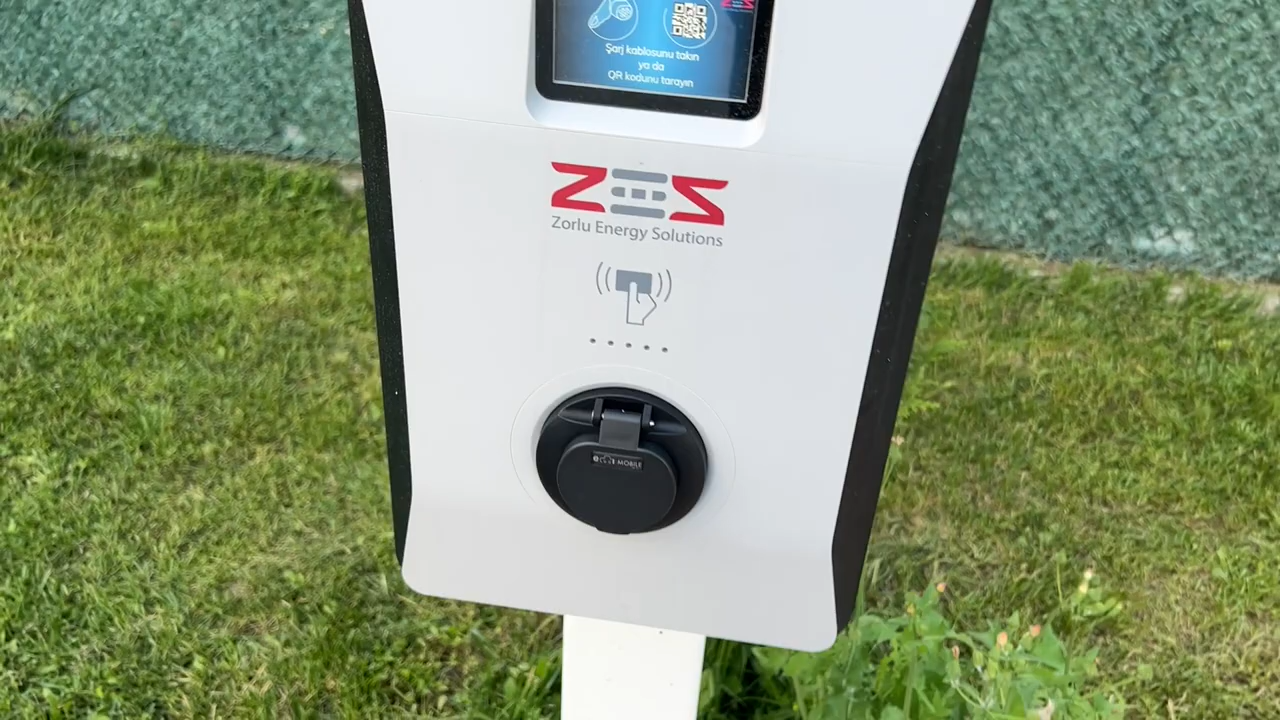 Şarj kablosunu takın
ya da
QR kodunu tarayın
ZES
Zorlu Energy Solutions
MOBILE